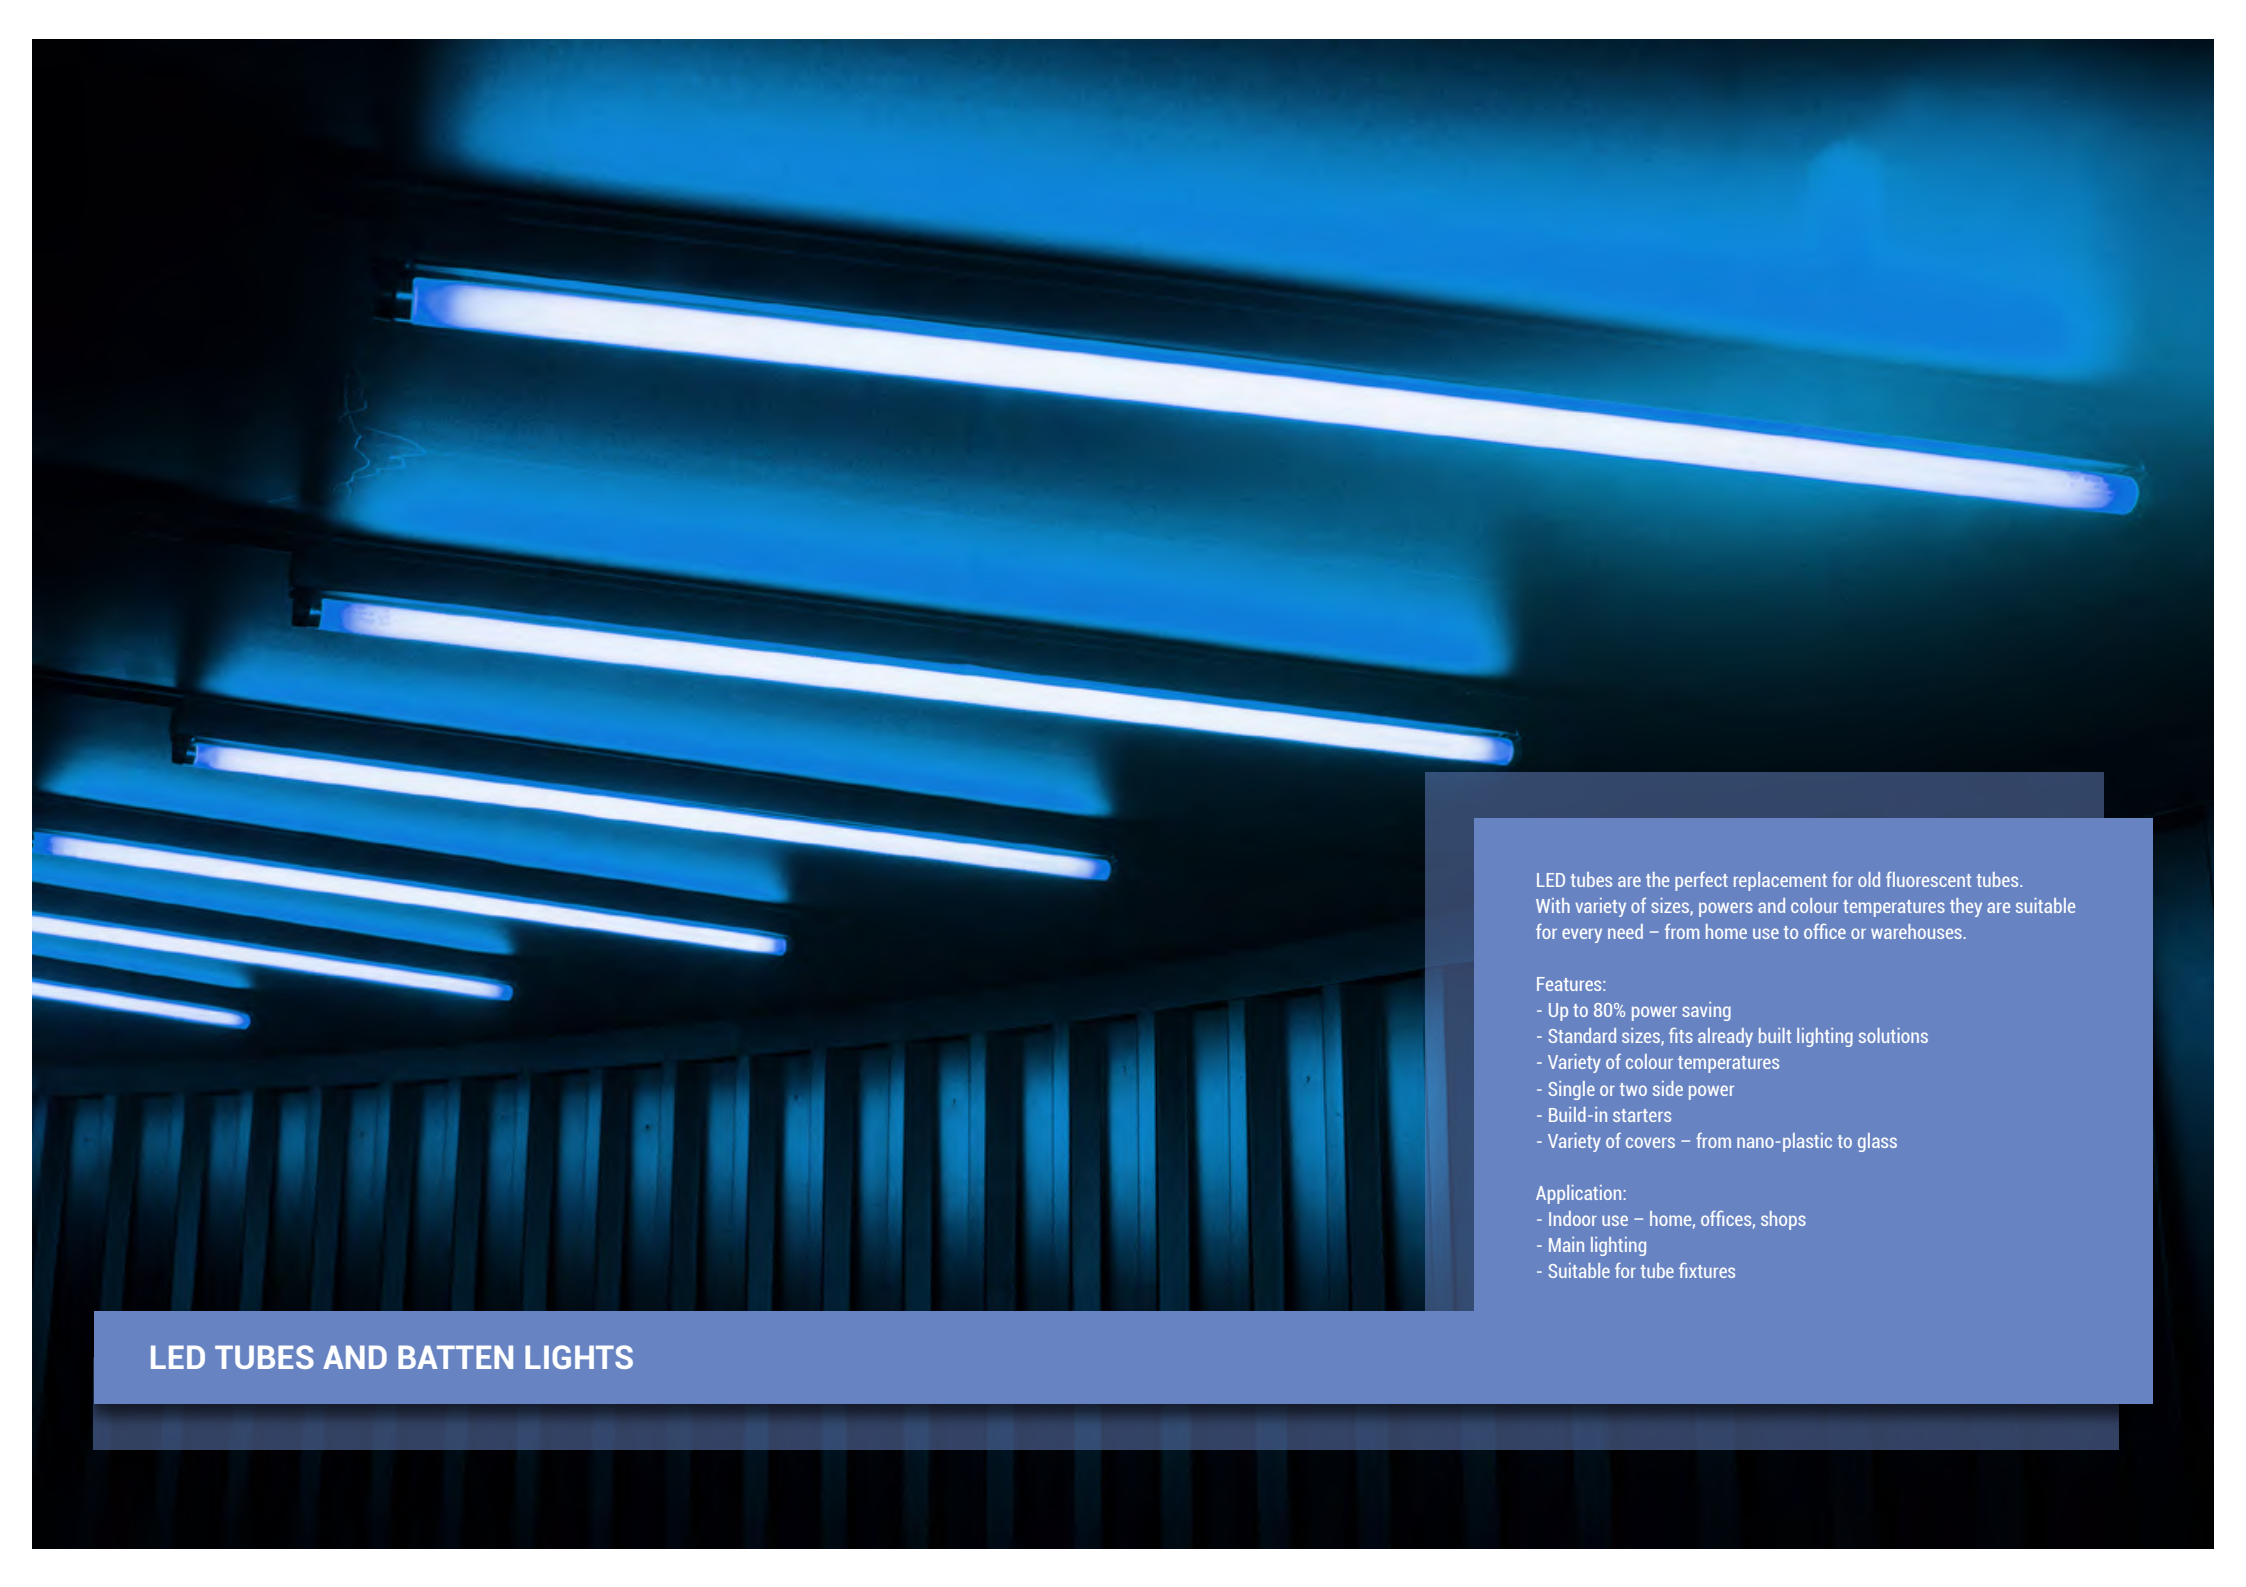 LED tubes are the perfect replacement for old fluorescent tubes.
With variety of sizes, powers and colour temperatures they are suitable
for every need – from home use to office or warehouses.
Features:
- Up to 80% power saving
- Standard sizes, fits already built lighting solutions
- Variety of colour temperatures
- Single or two side power
- Build-in starters
- Variety of covers – from nano-plastic to glass
Application:
- Indoor use – home, offices, shops
- Main lighting
- Suitable for tube fixtures
LED TUBES AND BATTEN LIGHTS